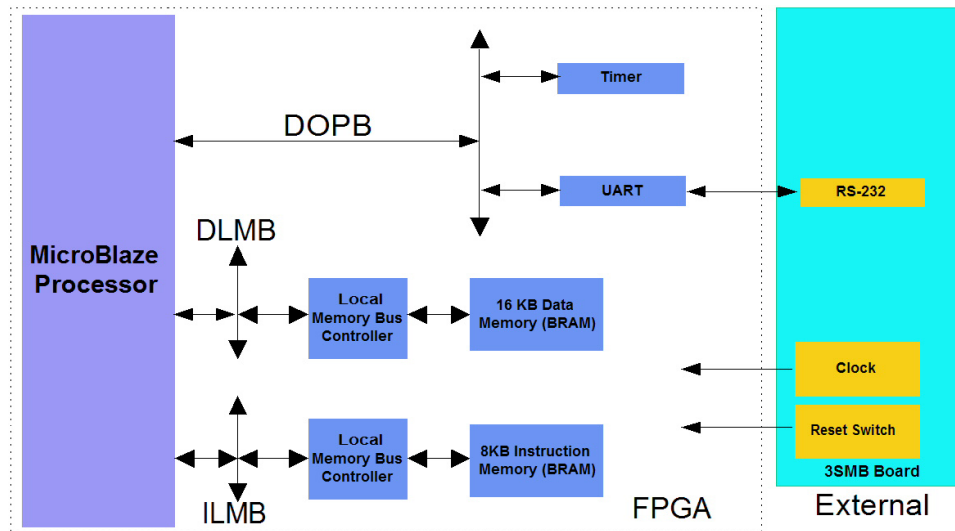 Timer
DOPB
UART
RS-232
MicroBlaze
Processor
DLMB
Local
Memory Bus
Controller
16 KB Data
Memory (BRAM)
Clock
Local
Memory Bus
Controller
8KB Instruction
Memory (BRAM)
Reset Switch
3SMB Board
ILMB
FPGA
External